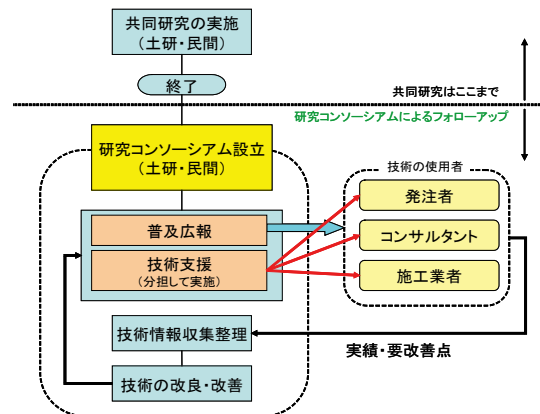 共同研究の実施
(土研・民間)
終了
共同研究はここまで
研究コンソーシアムによるフォローアップ
研究コンソーシアム設立
(土研・民間)
技術の使用者
発注者
普及広報
コンサルタント
技術支援
(分担して実施)
施工業者
技術情報収集整理
実績・要改善点
技術の改良・改善